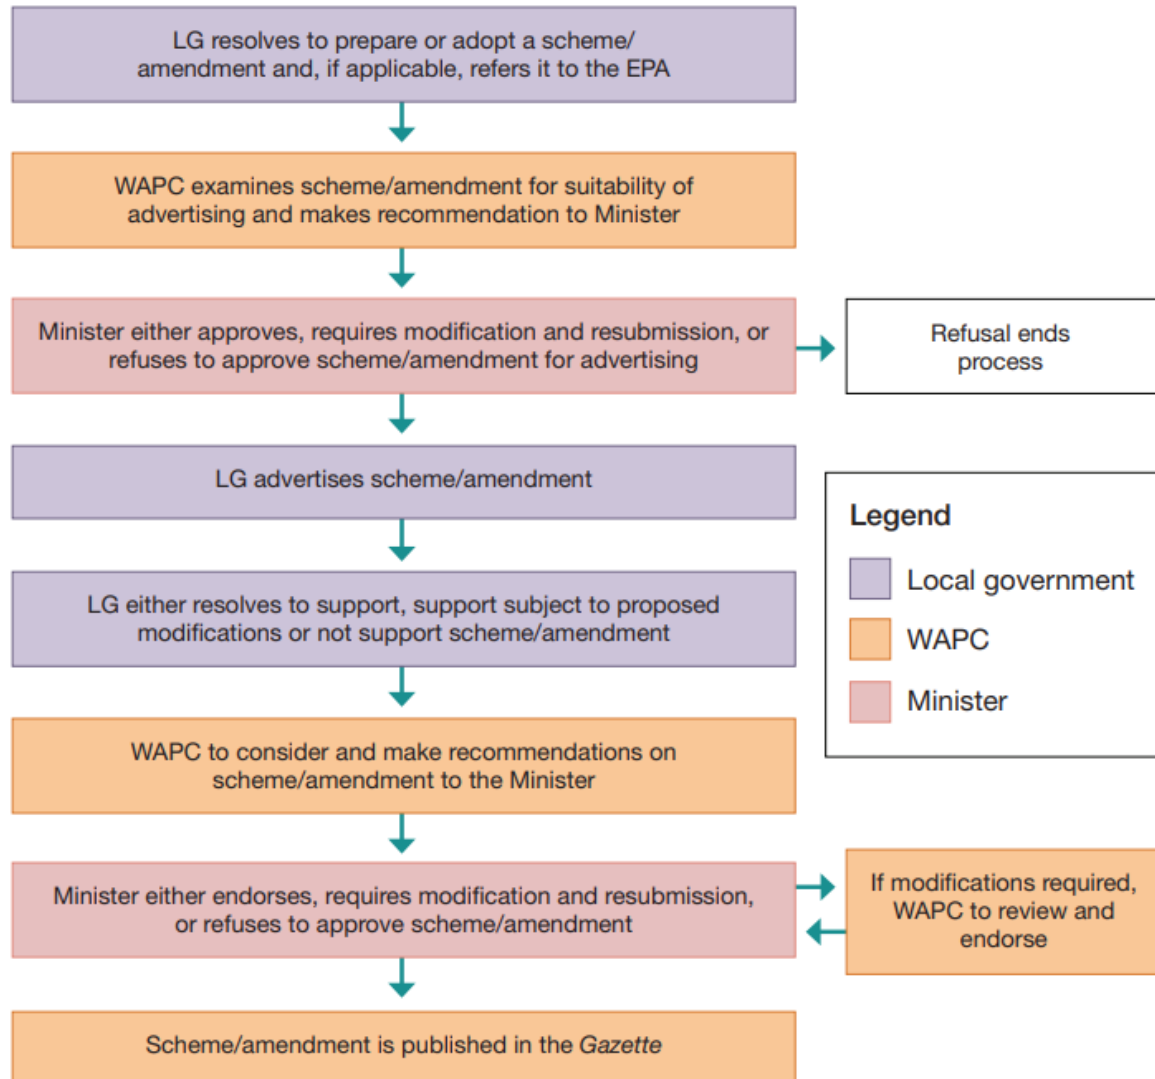 LG resolves to prepare or adopt a scheme/
amendment and, if applicable, refers it to the EPA
WAPC examines scheme/amendment for suitability of
advertising and makes recommendation to Minister
Minister either approves, requires modification and resubmission, or
refuses to approve scheme/amendment for advertising
Refusal ends
process
LG advertises scheme/amendment
LG either resolves to support, support subject to proposed
modifications or not support scheme/amendment
Legend
Local government
WAPC
Minister
WAPC to consider and make recommendations on
scheme/amendment to the Minister
Minister either endorses, requires modification and resubmission,
or refuses to approve scheme/amendment
If modifications required,
WAPC to review and
endorse
Scheme/amendment is published in the Gazette